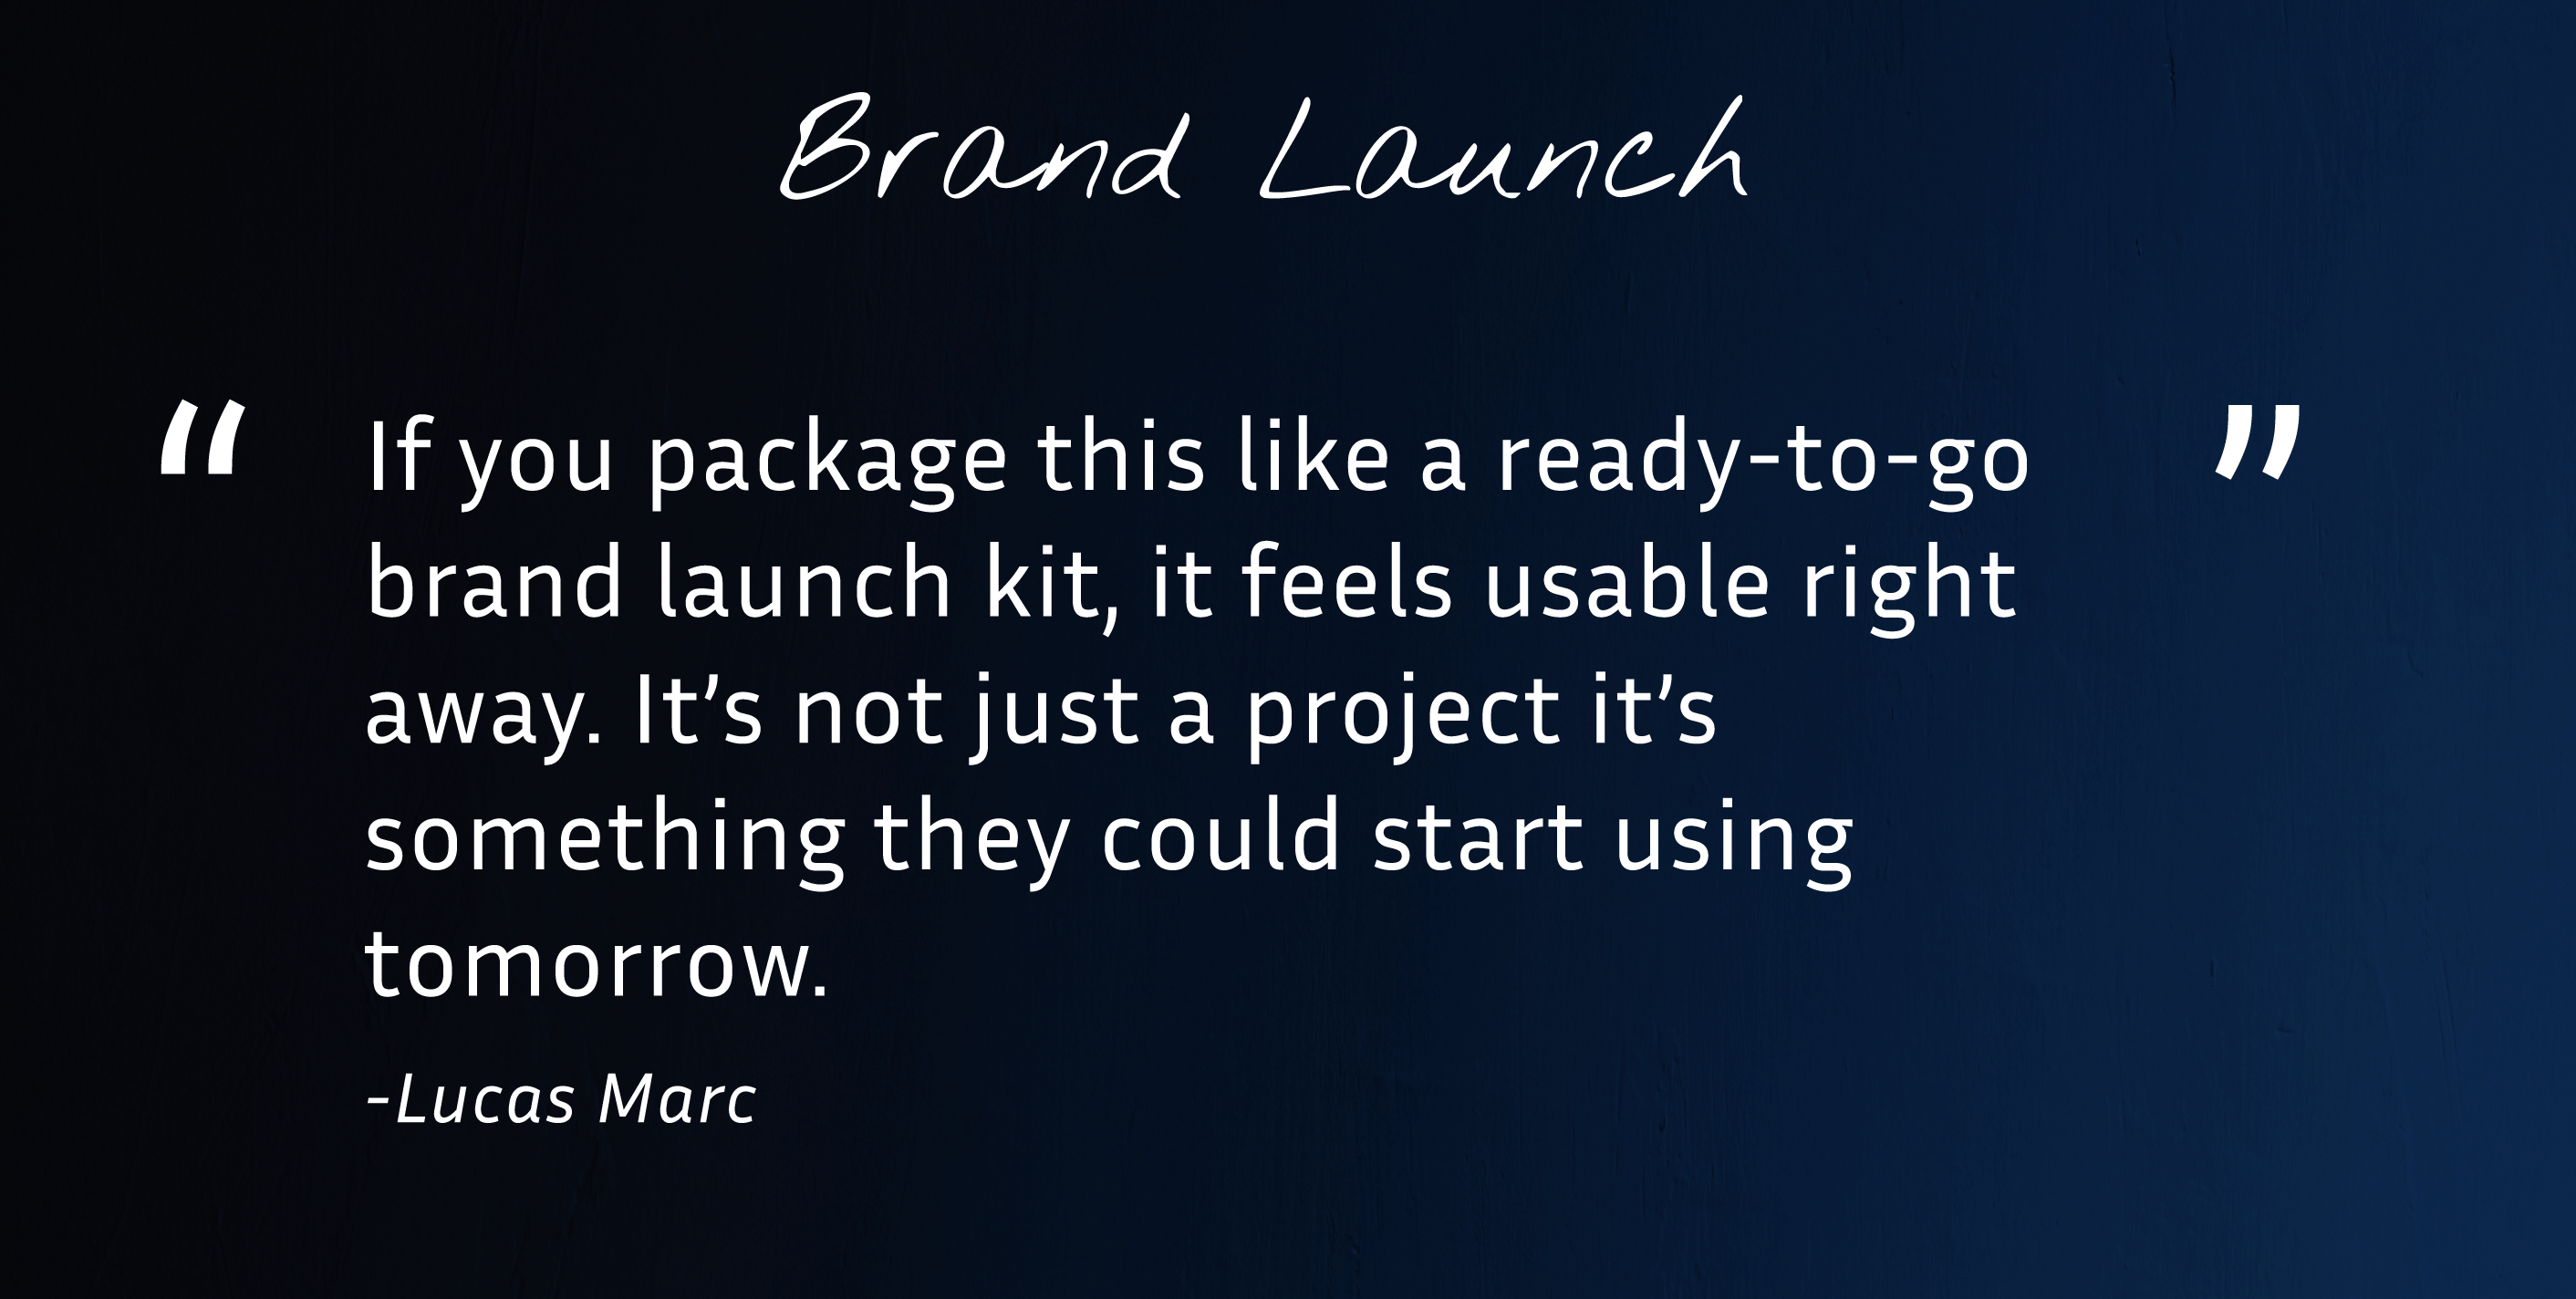 Brand Launch
“ If you package this like a ready-to-go ”
brand launch kit, it feels usable right
away. It’s not just a project it’s
something they could start using
tomorrow.
-Lucas Marc